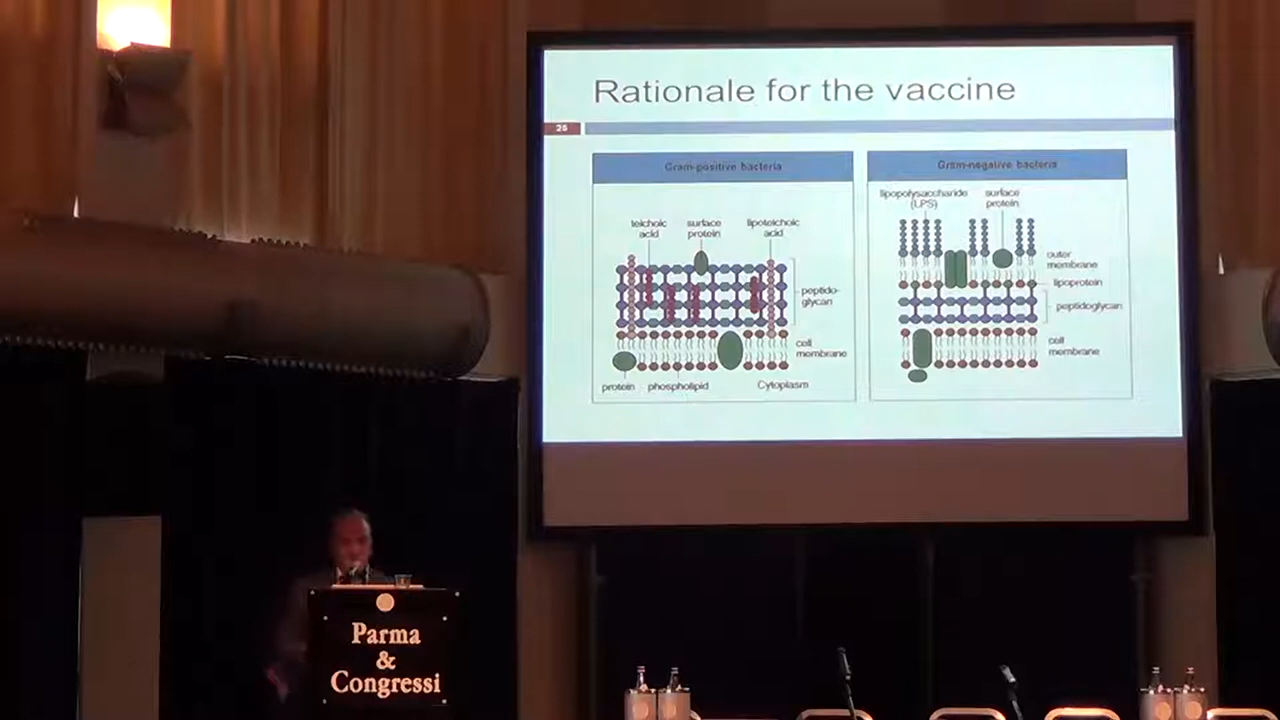 Rationale for the vaccine
25
Gram-positive bacteria
teichoic
acid
surface
protein
lipoteichoic
acid
peptido-
glycan
cell
membrane
protein
phospholipid
Cytoplasm
Gram-negative bacteria
lipopolysaccharide
(LPS)
surface
protein
outer
membrane
lipoprotein
peptidoglycan
cell
membrane
Parma
&
Congressi